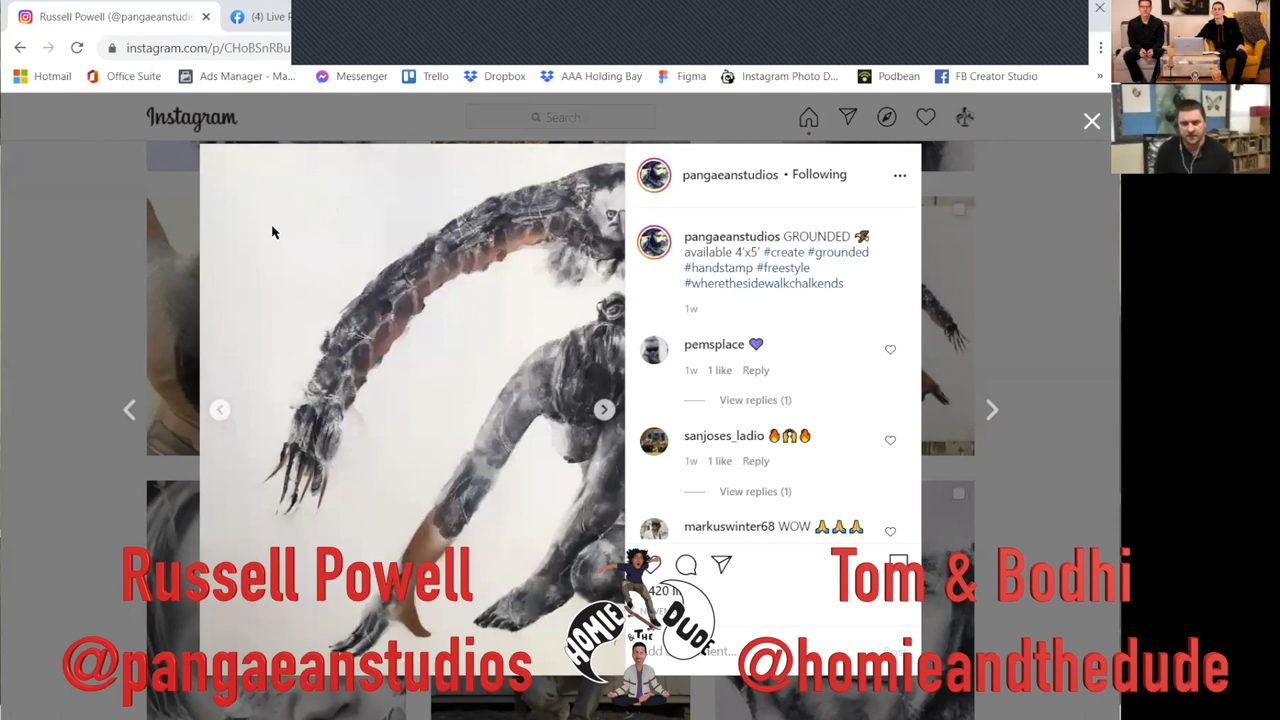 Russell Powell (@pangaeanstudi
(4) Live P
instagram.com/p/CHoBSnRBu
Hotmail
Office Suite
Ads Manager - Ma...
Messenger
Trello
Dropbox
AAA Holding Bay
Figma
Instagram Photo D...
Podbean
FB Creator Studio
»
Instagram
Search
pangaeanstudios • Following
pangaeanstudios GROUNDED
available 4'x5' #create #grounded
#handstamp #freestyle
#wherethesidewalkchalkends
1w
pemsplace 💜
1w 1 like Reply
View replies (1)
sanjoses_ladio 🔥🙌🔥
1w 1 like Reply
View replies (1)
markuswinter68 WOW 🙏🙏🙏
Russell Powell
@pangaeanstudios
HOMIE
& THE
DUDE
Tom & Bodhi
@homieandthedude